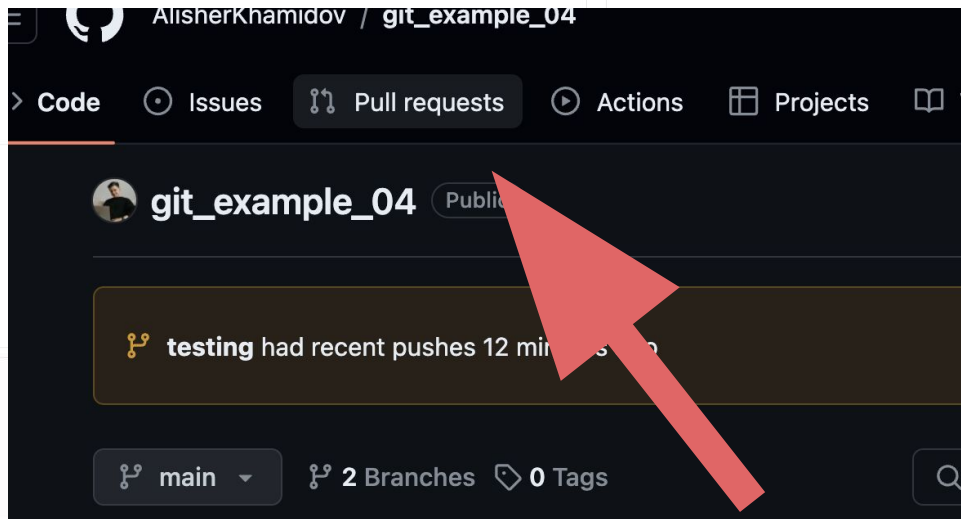 AlisherKhamidov / git_example_04
Code Issues Pull requests Actions Projects
git_example_04 Public
testing had recent pushes 12
main 2 Branches 0 Tags